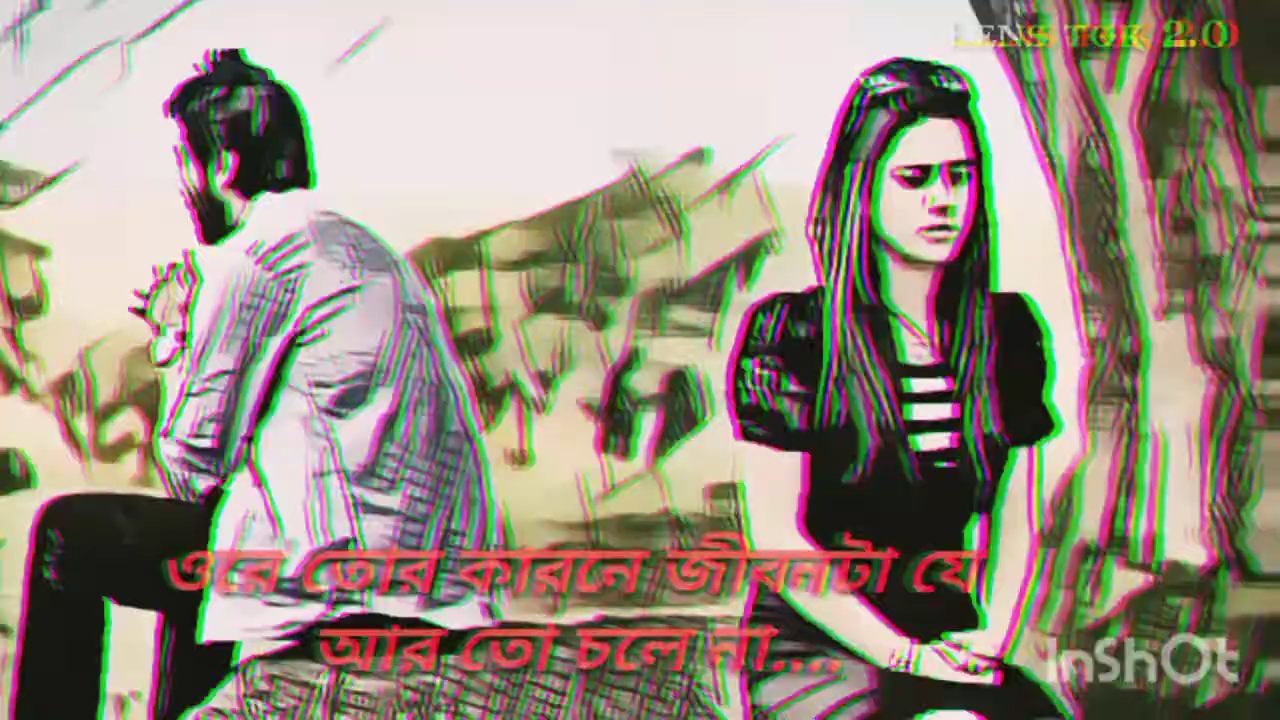 LENS TGK 2.0
ওরে তোর কারনে জীবনটা যে
আর তো চলে না....
InShOt